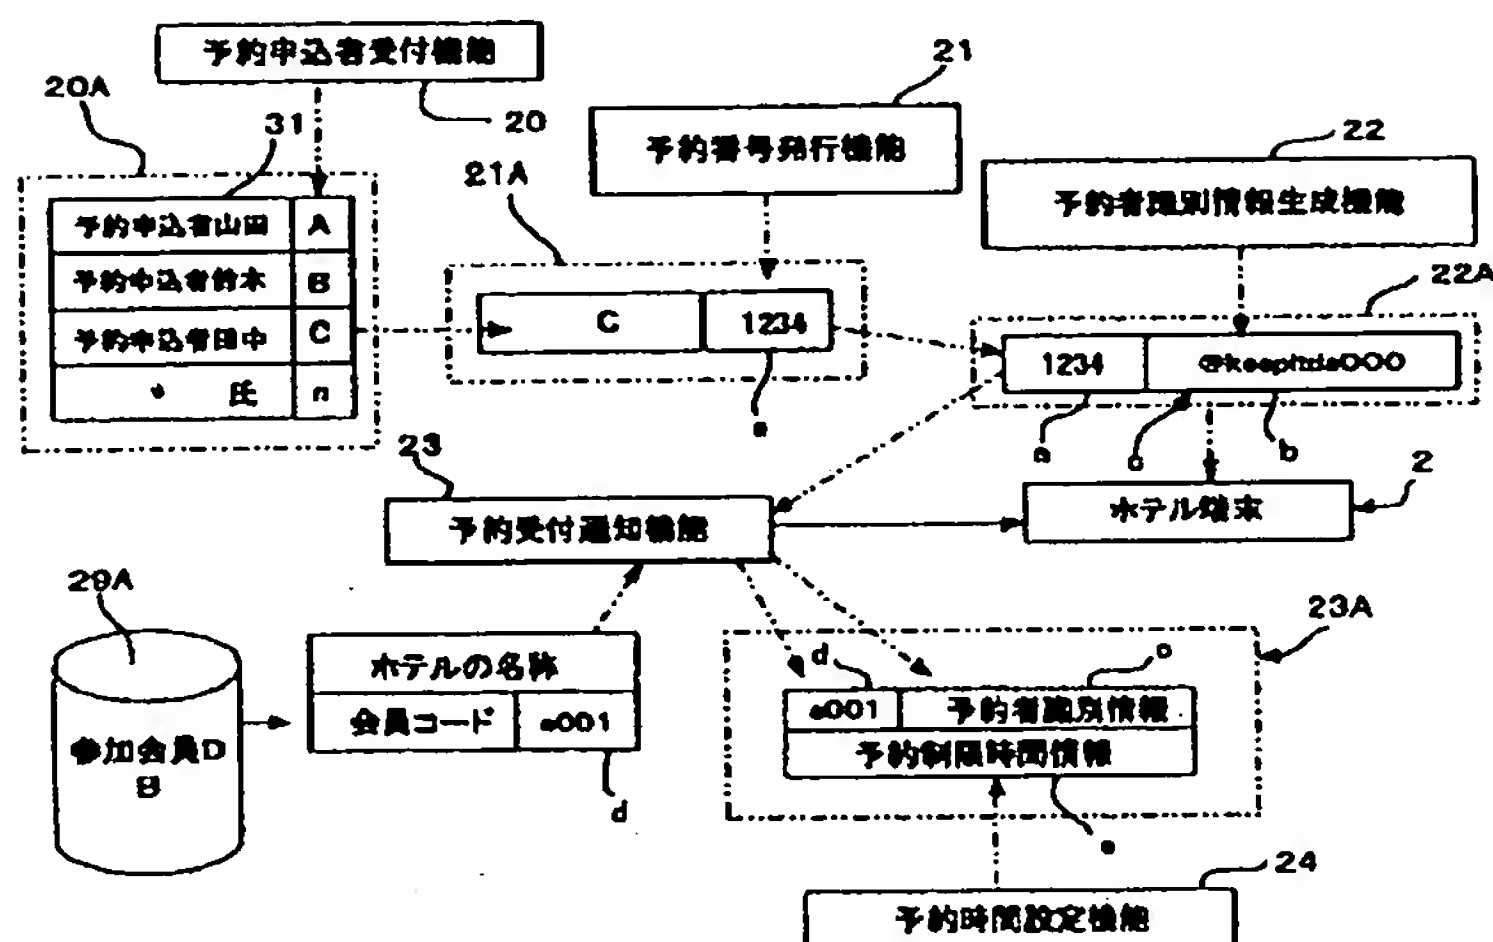 予約申込者受付機能
20
20A
31
予約申込者山田 A
予約申込者鈴木 B
予約申込者田中 C
氏 n
21
予約番号発行機能
21A
C 1234
a
22
予約者識別情報生成機能
22A
1234
a
c
b
23
予約受付通知機能
ホテル端末
2
29A
参加会員D
B
ホテルの名称
会員コード a001
d
23A
d
c
a001 予約者識別情報
予約制限時間情報
e
24
予約時間設定機能